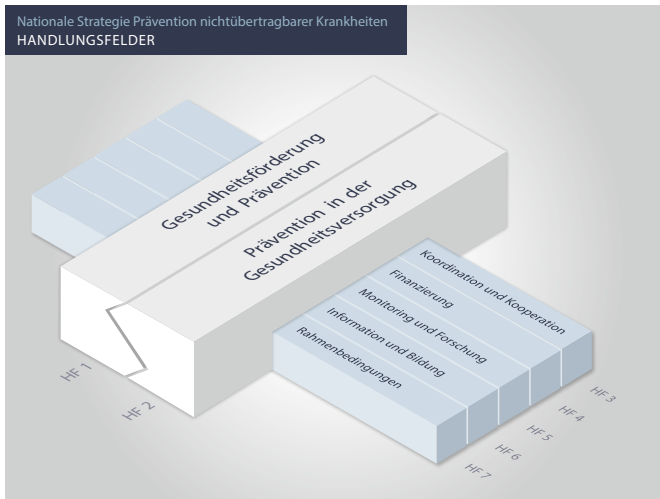 Nationale Strategie Prävention nichtübertragbarer Krankheiten
HANDLUNGSFELDER
Gesundheitsförderung
und Prävention
Prävention in der
Gesundheitsversorgung
Koordination und Kooperation
Finanzierung
Monitoring und Forschung
Information und Bildung
Rahmenbedingungen
HF 1
HF 2
HF 3
HF 4
HF 5
HF 6
HF 7